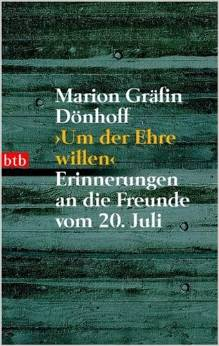 Marion Gräfin
Dönhoff
›Um der Ehre
willen‹
btb
Erinnerungen
an die Freunde
vom 20. Juli